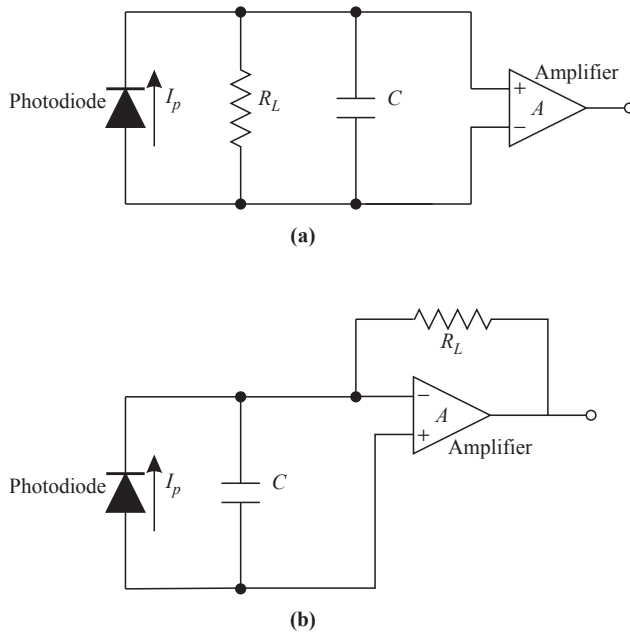 Amplifier
Photodiode
I_p
R_L
C
+
A
−
(a)
R_L
−
A
+
Amplifier
Photodiode
I_p
C
(b)